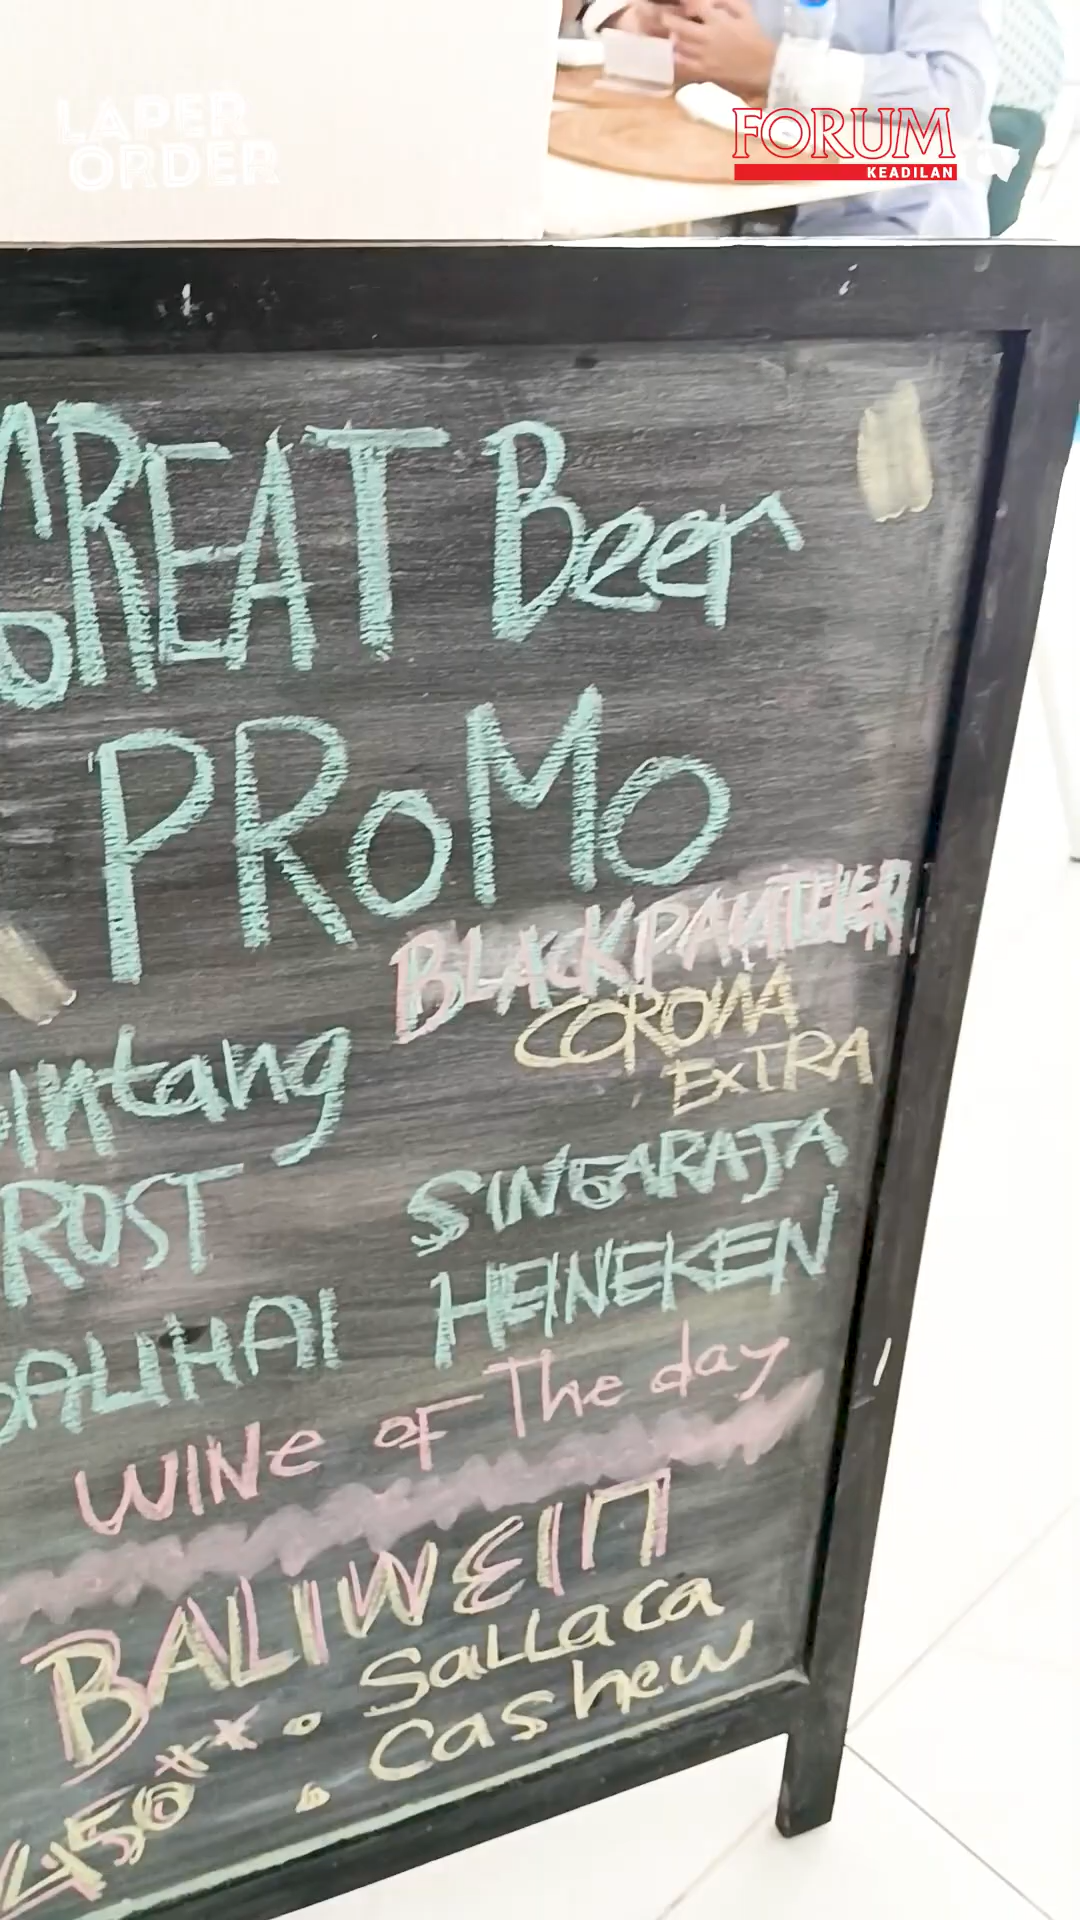 LAPER
ORDER
FORUM
KEADILAN
GREAT Beer
PROMO
BLACKPANTHER
CORONA
EXTRA
intang
ROST
SINGARAJA
BALIHAI
HEINEKEN
WINe OF The day
BALIWEIN
450** • SaLLaca
• Cashew